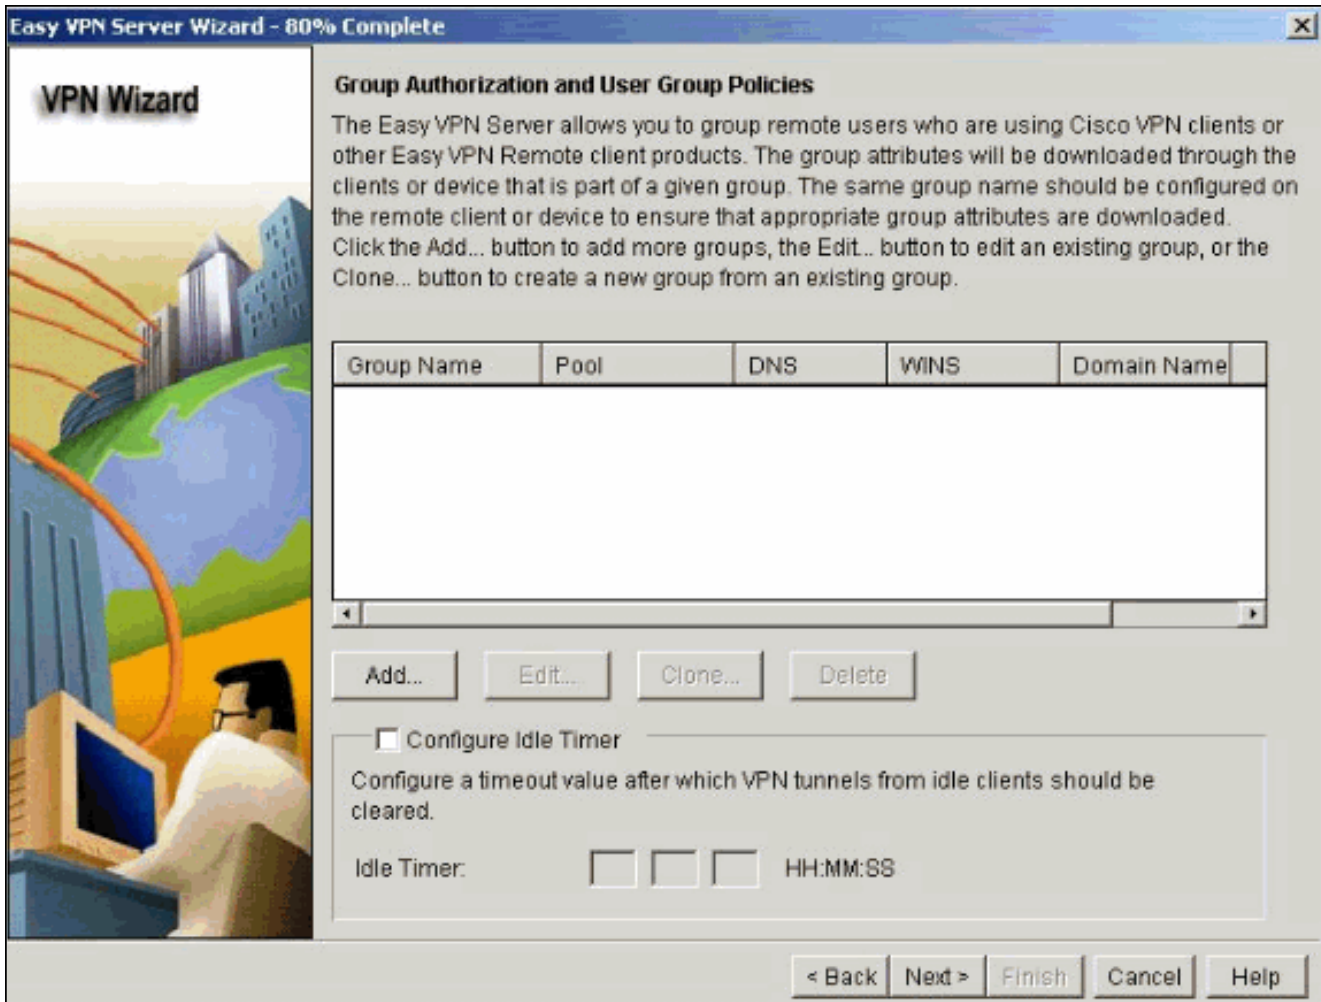 Easy VPN Server Wizard - 80% Complete
VPN Wizard
Group Authorization and User Group Policies
The Easy VPN Server allows you to group remote users who are using Cisco VPN clients or
other Easy VPN Remote client products. The group attributes will be downloaded through the
clients or device that is part of a given group. The same group name should be configured on
the remote client or device to ensure that appropriate group attributes are downloaded.
Click the Add... button to add more groups, the Edit... button to edit an existing group, or the
Clone... button to create a new group from an existing group.
Group Name Pool DNS WINS Domain Name
Add... Edit... Clone... Delete
Configure Idle Timer
Configure a timeout value after which VPN tunnels from idle clients should be
cleared.
Idle Timer: HH:MM:SS
< Back Next > Finish Cancel Help